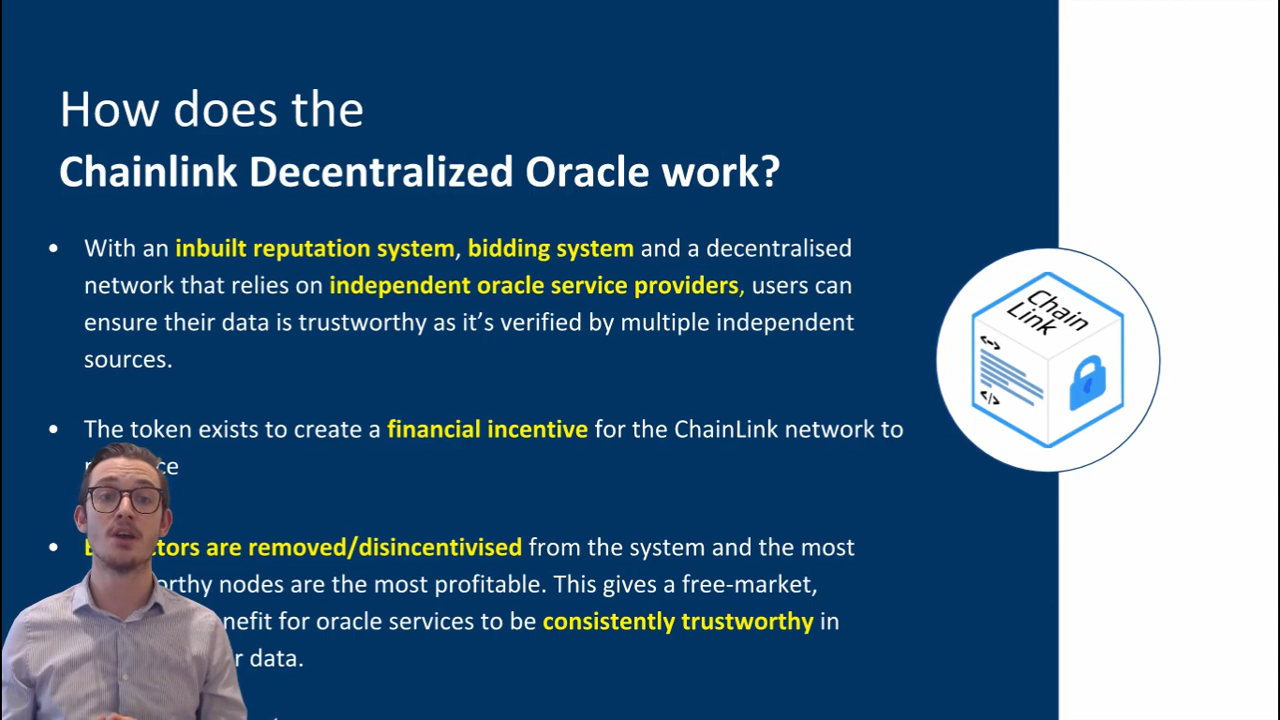 How does the
Chainlink Decentralized Oracle work?
• With an inbuilt reputation system, bidding system and a decentralised
network that relies on independent oracle service providers, users can
ensure their data is trustworthy as it’s verified by multiple independent
sources.
• The token exists to create a financial incentive for the ChainLink network to
• are removed/disincentivised from the system and the most
nodes are the most profitable. This gives a free-market,
for oracle services to be consistently trustworthy in
data.
Chain
Link
<-->
</>